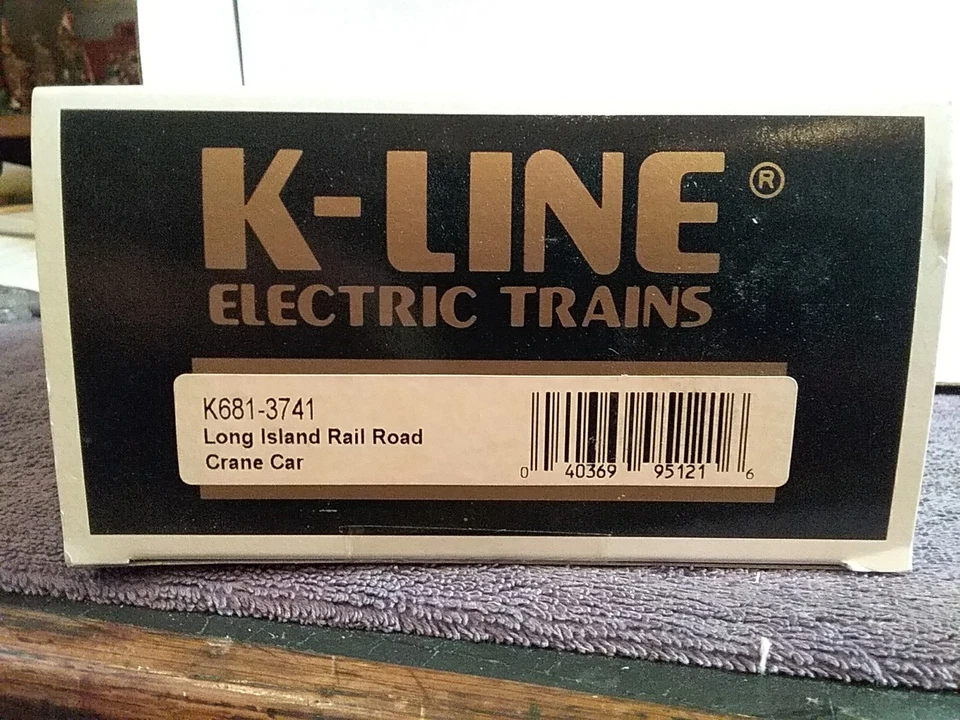 K-LINE®
ELECTRIC TRAINS
K681-3741
Long Island Rail Road
Crane Car
0 40369 95121 6